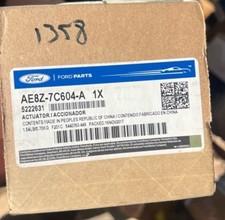 1358
Ford
FORD PARTS
AE8Z-7C604-A 1X
5222631
ACTUATOR / ACCIONADOR
CONTENTS MADE IN PEOPLES REPUBLIC OF CHINA / CONTENIDO FABRICADO EN CHINA